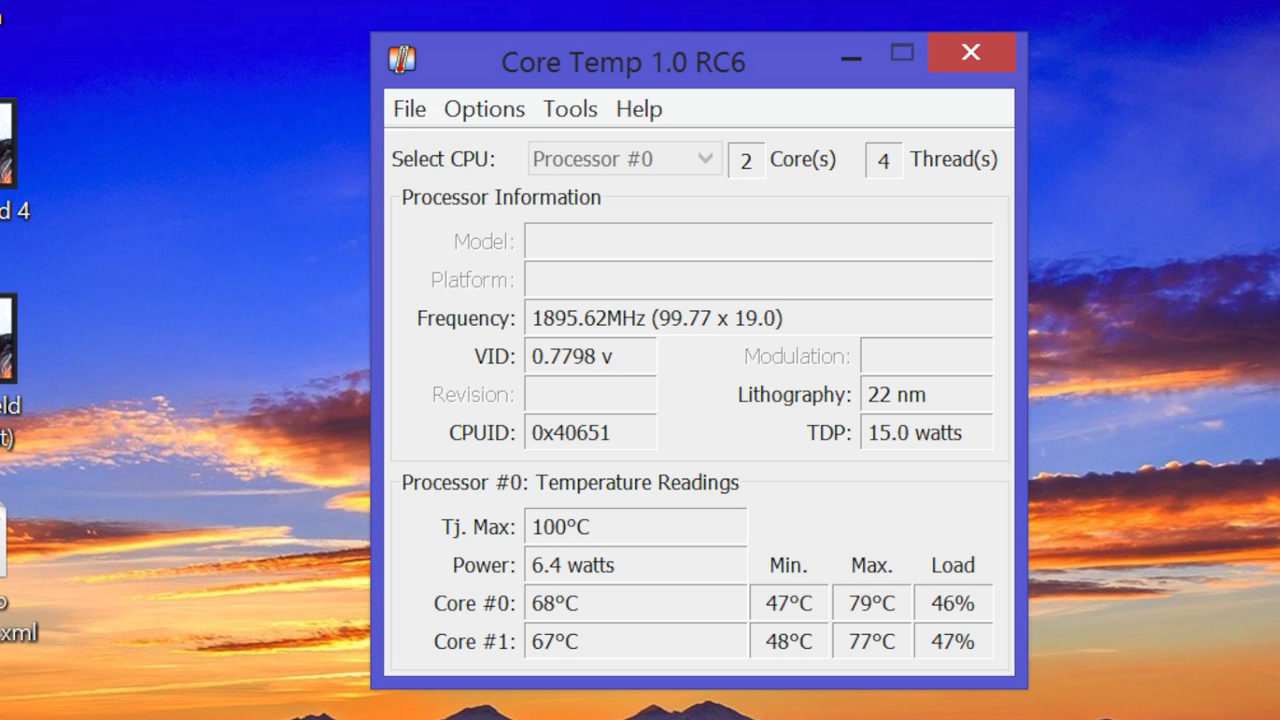 Core Temp 1.0 RC6
File Options Tools Help
Select CPU: Processor #0 2 Core(s) 4 Thread(s)
Processor Information
Model:
Platform:
Frequency: 1895.62MHz (99.77 x 19.0)
VID: 0.7798 v Modulation:
Revision: Lithography: 22 nm
CPUID: 0x40651 TDP: 15.0 watts
Processor #0: Temperature Readings
Tj. Max: 100°C
Power: 6.4 watts Min. Max. Load
Core #0: 68°C 47°C 79°C 46%
Core #1: 67°C 48°C 77°C 47%
d 4
eld
t)
xml